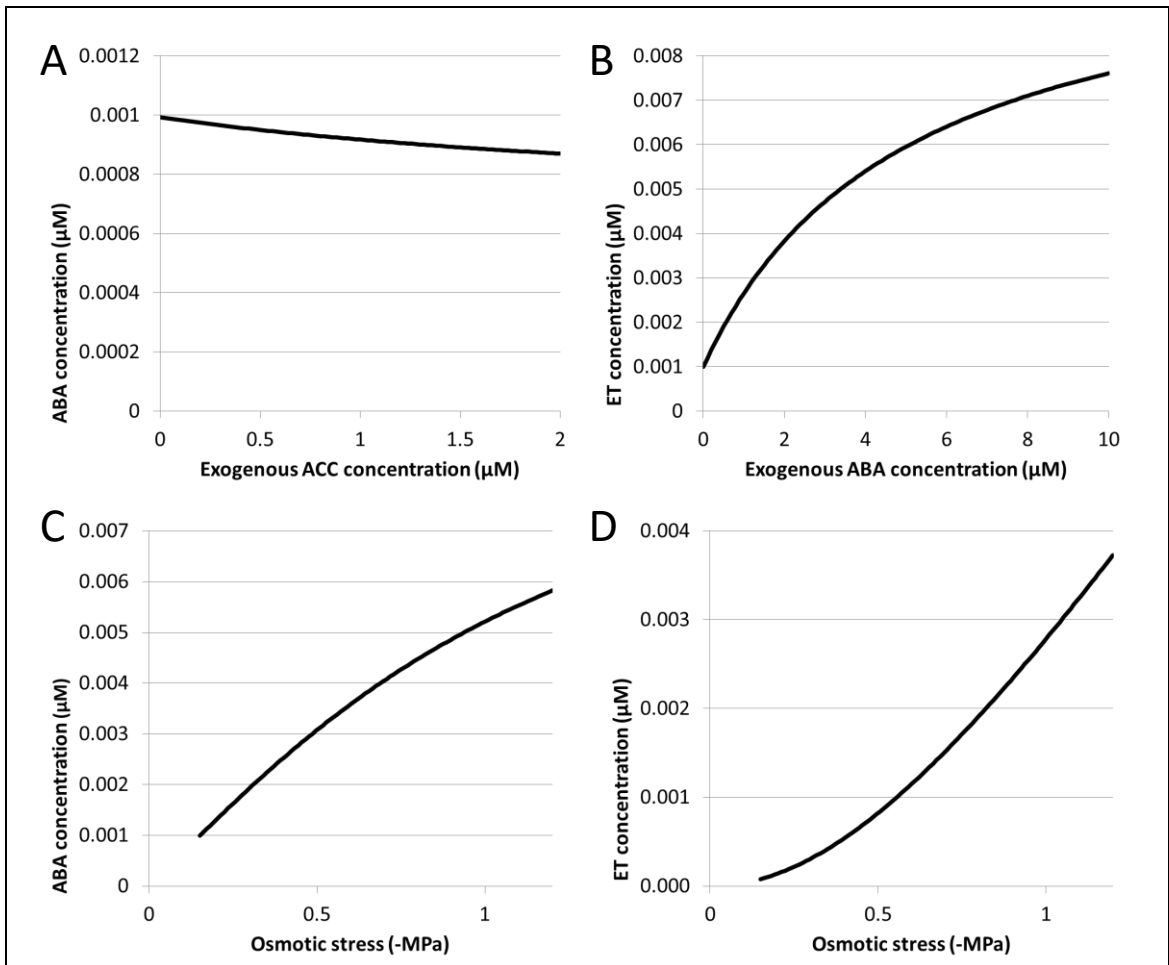 A
0.0012
0.001
0.0008
0.0006
0.0004
0.0002
0
0 0.5 1 1.5 2
ABA concentration (µM)
Exogenous ACC concentration (µM)
B
0.008
0.007
0.006
0.005
0.004
0.003
0.002
0.001
0
0 2 4 6 8 10
ET concentration (µM)
Exogenous ABA concentration (µM)
C
0.007
0.006
0.005
0.004
0.003
0.002
0.001
0
0 0.5 1
ABA concentration (µM)
Osmotic stress (-MPa)
D
0.004
0.003
0.002
0.001
0.000
0 0.5 1
ET concentration (µM)
Osmotic stress (-MPa)